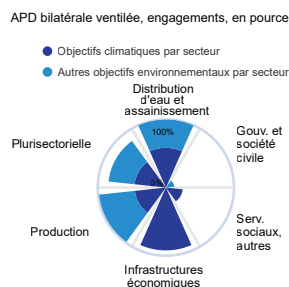 APD bilatérale ventilée, engagements, en pource
Objectifs climatiques par secteur
Autres objectifs environnementaux par secteur
Distribution
d'eau et
assainissement
100%
Plurisectorielle
Gouv. et
société
civile
Production
Serv.
sociaux,
autres
Infrastructures
économiques